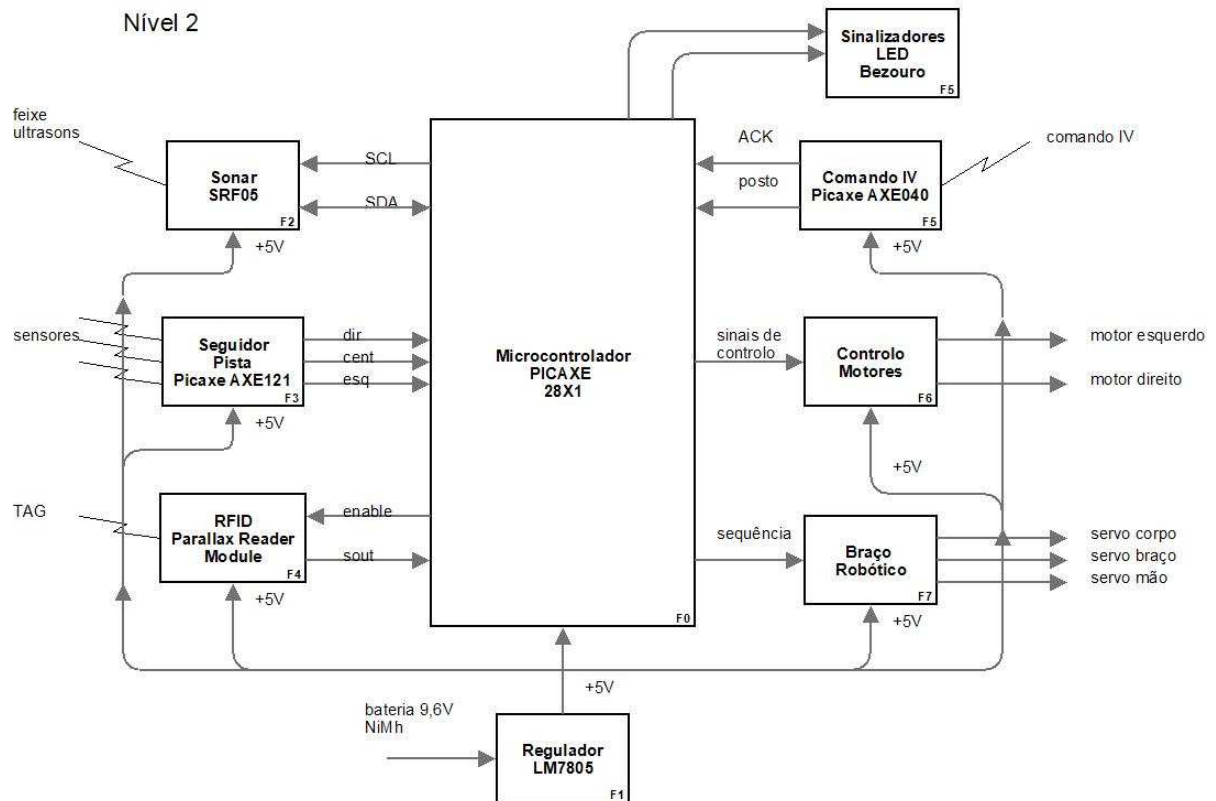 Nível 2
Sinalizadores
LED
Bezouro
F5
feixe
ultrasons
Sonar
SRF05
F2
SCL
SDA
+5V
ACK
posto
Comando IV
Picaxe AXE040
F5
comando IV
+5V
sensores
Seguidor
Pista
Picaxe AXE121
F3
dir
cent
esq
+5V
Microcontrolador
PICAXE
28X1
F0
sinais de
controlo
Controlo
Motores
F6
motor esquerdo
motor direito
+5V
TAG
RFID
Parallax Reader
Module
F4
enable
sout
+5V
sequência
Braço
Robótico
F7
servo corpo
servo braço
servo mão
+5V
+5V
bateria 9,6V
NiMh
Regulador
LM7805
F1